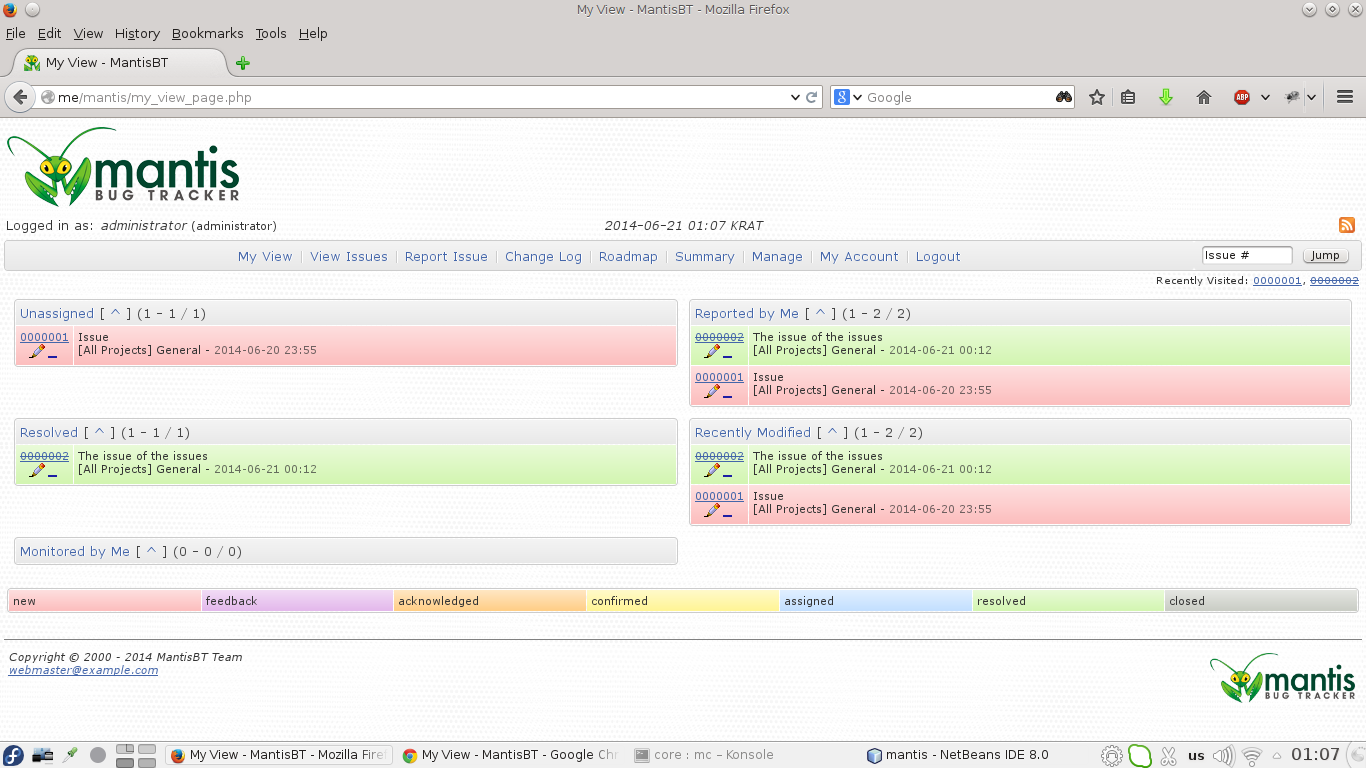 My View - MantisBT - Mozilla Firefox
File Edit View History Bookmarks Tools Help
My View - MantisBT
me/mantis/my_view_page.php
Google
ABP
mantis
BUG TRACKER
Logged in as: administrator (administrator)
2014-06-21 01:07 KRAT
My View | View Issues | Report Issue | Change Log | Roadmap | Summary | Manage | My Account | Logout
Issue #
Jump
Recently Visited: 0000001, 0000002
Unassigned [ ^ ] (1 - 1 / 1)
0000001 Issue
[All Projects] General - 2014-06-20 23:55
Reported by Me [ ^ ] (1 - 2 / 2)
0000002 The issue of the issues
[All Projects] General - 2014-06-21 00:12
0000001 Issue
[All Projects] General - 2014-06-20 23:55
Resolved [ ^ ] (1 - 1 / 1)
0000002 The issue of the issues
[All Projects] General - 2014-06-21 00:12
Recently Modified [ ^ ] (1 - 2 / 2)
0000002 The issue of the issues
[All Projects] General - 2014-06-21 00:12
0000001 Issue
[All Projects] General - 2014-06-20 23:55
Monitored by Me [ ^ ] (0 - 0 / 0)
new feedback acknowledged confirmed assigned resolved closed
Copyright © 2000 - 2014 MantisBT Team
webmaster@example.com
mantis
BUG TRACKER
My View - MantisBT - Mozilla Firef
My View - MantisBT - Google Chr
core : mc – Konsole
mantis - NetBeans IDE 8.0
us
01:07